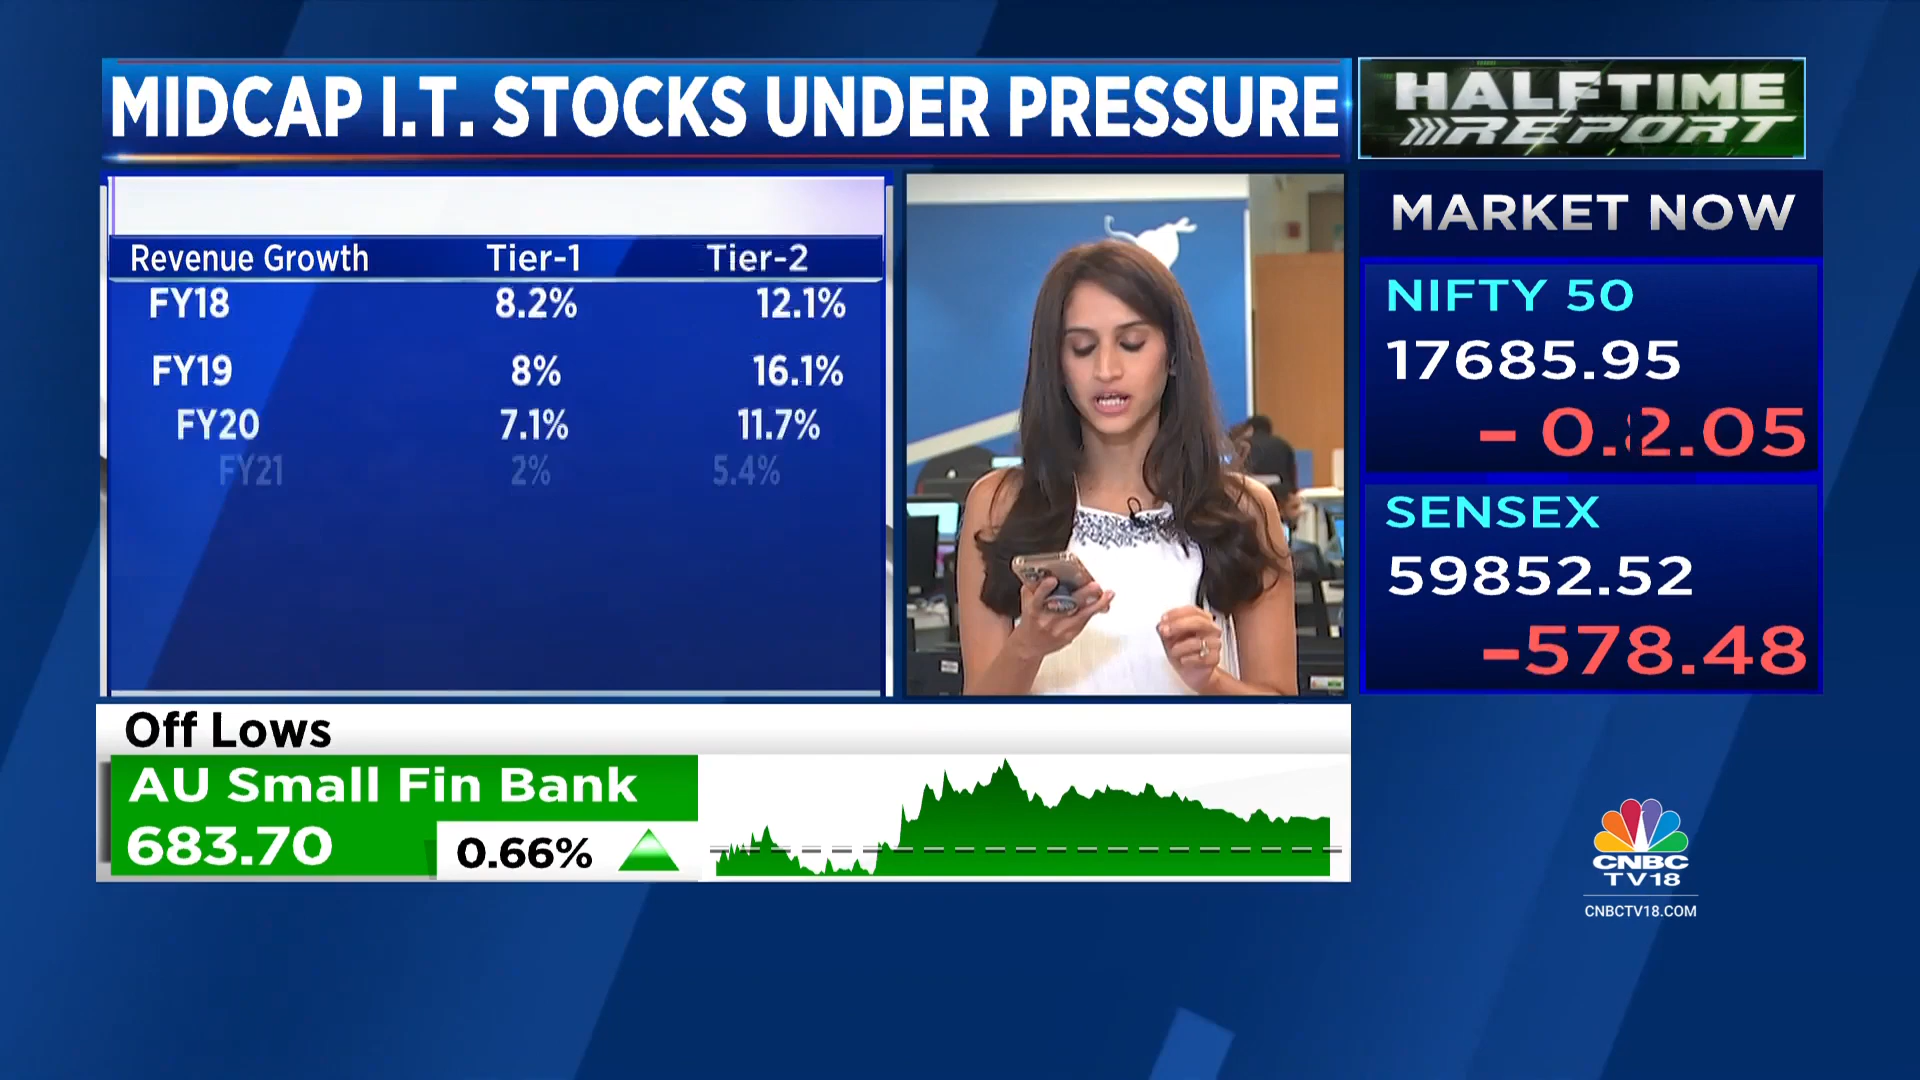 MIDCAP I.T. STOCKS UNDER PRESSURE
HALFTIME
REPORT
Revenue Growth Tier-1 Tier-2
FY18 8.2% 12.1%
FY19 8% 16.1%
FY20 7.1% 11.7%
FY21 2% 5.4%
MARKET NOW
NIFTY 50
17685.95
SENSEX
59852.52
-578.48
Off Lows
AU Small Fin Bank
683.70
0.66%
CNBC
TV18
CNBCTV18.COM